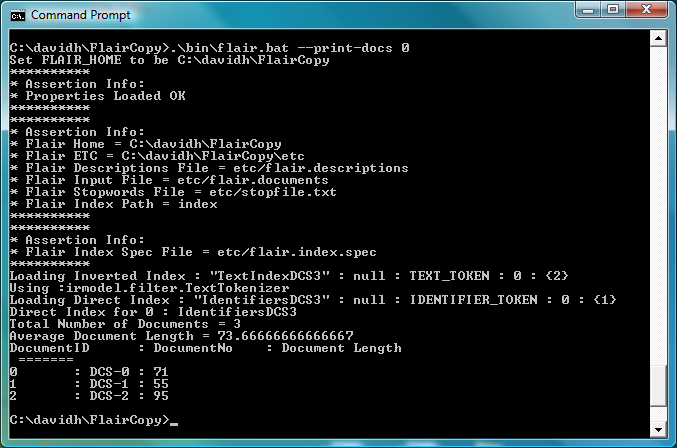 Command Prompt
C:\davidh\FlairCopy>.\bin\flair.bat --print-docs 0
Set FLAIR_HOME to be C:\davidh\FlairCopy
**********
* Assertion Info:
* Properties Loaded OK
**********
**********
* Assertion Info:
* Flair Home = C:\davidh\FlairCopy
* Flair ETC = C:\davidh\FlairCopy\etc
* Flair Descriptions File = etc/flair.descriptions
* Flair Input File = etc/flair.documents
* Flair Stopwords File = etc/stopfile.txt
* Flair Index Path = index
**********
**********
* Assertion Info:
* Flair Index Spec File = etc/flair.index.spec
**********
Loading Inverted Index : "TextIndexDCS3" : null : TEXT_TOKEN : 0 : {2}
Using :irmodel.filter.TextTokenizer
Loading Direct Index : "IdentifiersDCS3" : null : IDENTIFIER_TOKEN : 0 : {1}
Direct Index for 0 : IdentifiersDCS3
Total Number of Documents = 3
Average Document Length = 73.66666666666667
DocumentID      : DocumentNo    : Document Length
 =======
0       : DCS-0 : 71
1       : DCS-1 : 55
2       : DCS-2 : 95
C:\davidh\FlairCopy>_